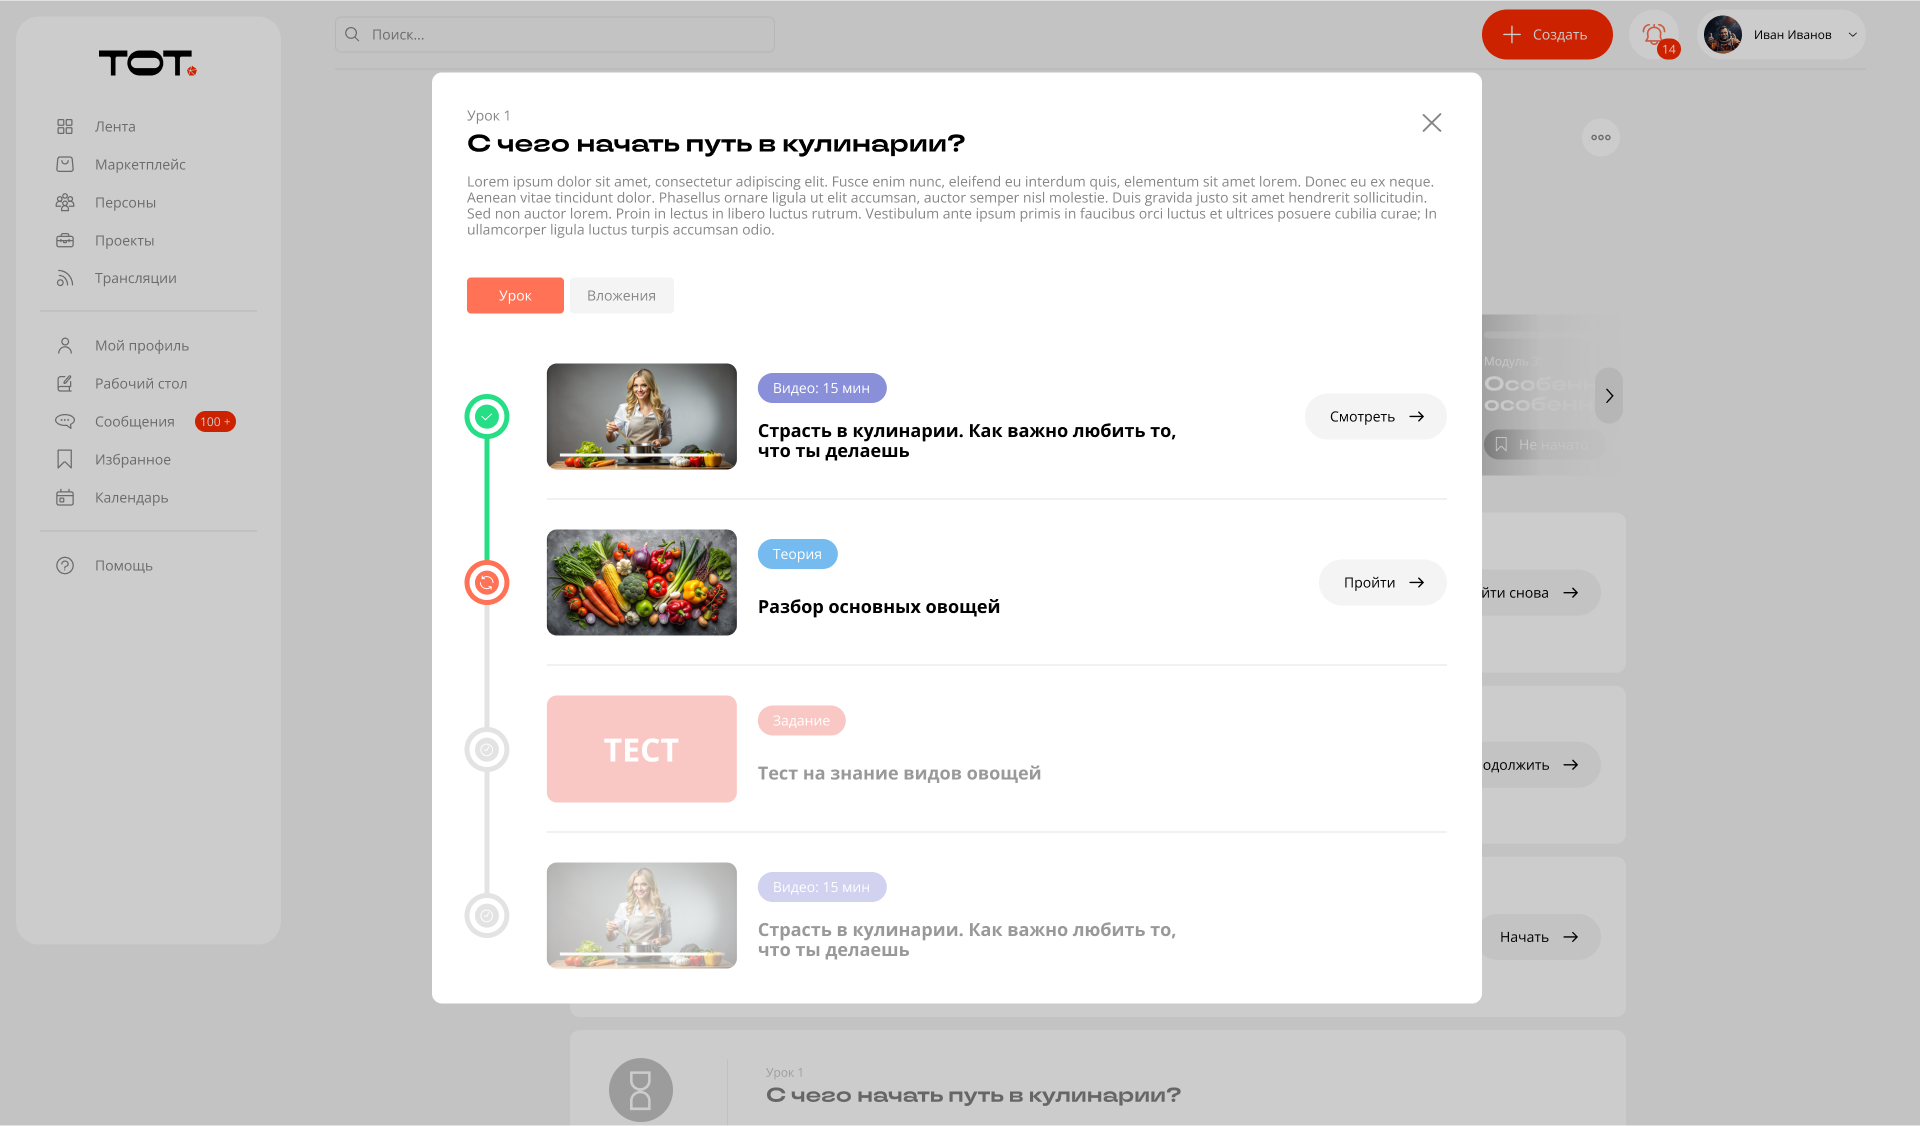 ТОТ.
Поиск...
Создать
14
Иван Иванов
Лента
Маркетплейс
Персоны
Проекты
Трансляции
Мой профиль
Рабочий стол
Сообщения
100 +
Избранное
Календарь
Помощь
Урок 1
С чего начать путь в кулинарии?
Lorem ipsum dolor sit amet, consectetur adipiscing elit. Fusce enim nunc, eleifend eu interdum quis, elementum sit amet lorem. Donec eu ex neque.
Aenean vitae tincidunt dolor. Phasellus ornare ligula ut elit accumsan, auctor semper nisl molestie. Duis gravida justo sit amet hendrerit sollicitudin.
Sed non auctor lorem. Proin in lectus in libero luctus rutrum. Vestibulum ante ipsum primis in faucibus orci luctus et ultrices posuere cubilia curae; In
ullamcorper ligula luctus turpis accumsan odio.
Урок
Вложения
Видео: 15 мин
Страсть в кулинарии. Как важно любить то,
что ты делаешь
Смотреть
Теория
Разбор основных овощей
Пройти
ТЕСТ
Задание
Тест на знание видов овощей
Видео: 15 мин
Страсть в кулинарии. Как важно любить то,
что ты делаешь
Модуль 3
Особен
особенн
Не начато
йти снова
одолжить
Начать
Урок 1
С чего начать путь в кулинарии?